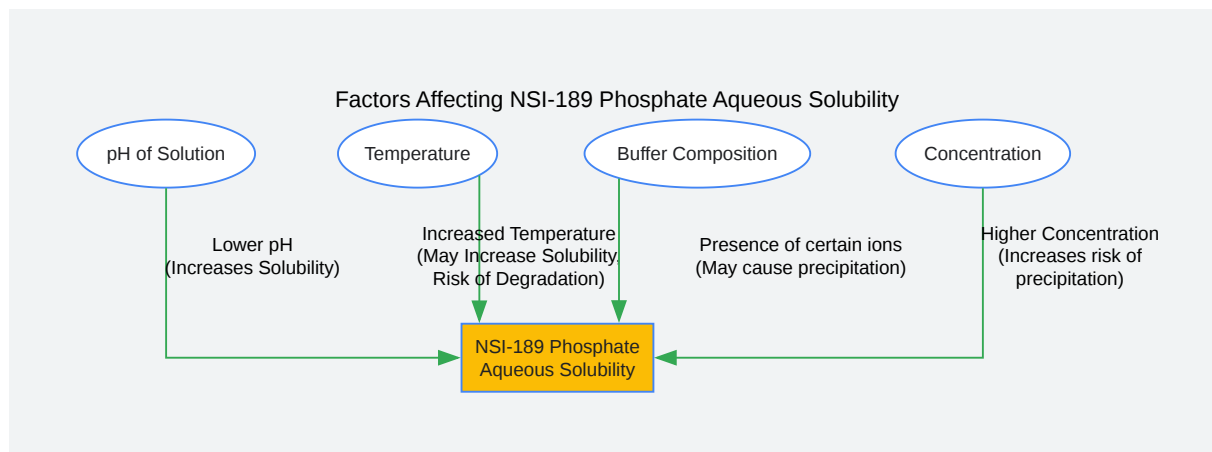 Factors Affecting NSI-189 Phosphate Aqueous Solubility
pH of Solution
Temperature
Buffer Composition
Concentration
Lower pH
(Increases Solubility)
Increased Temperature
(May Increase Solubility,
Risk of Degradation)
Presence of certain ions
(May cause precipitation)
Higher Concentration
(Increases risk of
precipitation)
NSI-189 Phosphate
Aqueous Solubility